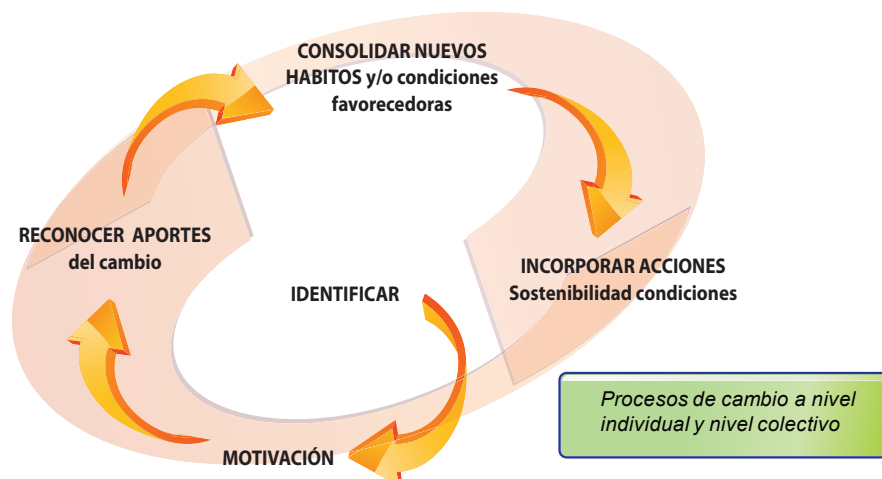 CONSOLIDAR NUEVOS
HABITOS y/o condiciones
favorecedoras
RECONOCER APORTES
del cambio
IDENTIFICAR
INCORPORAR ACCIONES
Sostenibilidad condiciones
MOTIVACIÓN
Procesos de cambio a nivel
individual y nivel colectivo